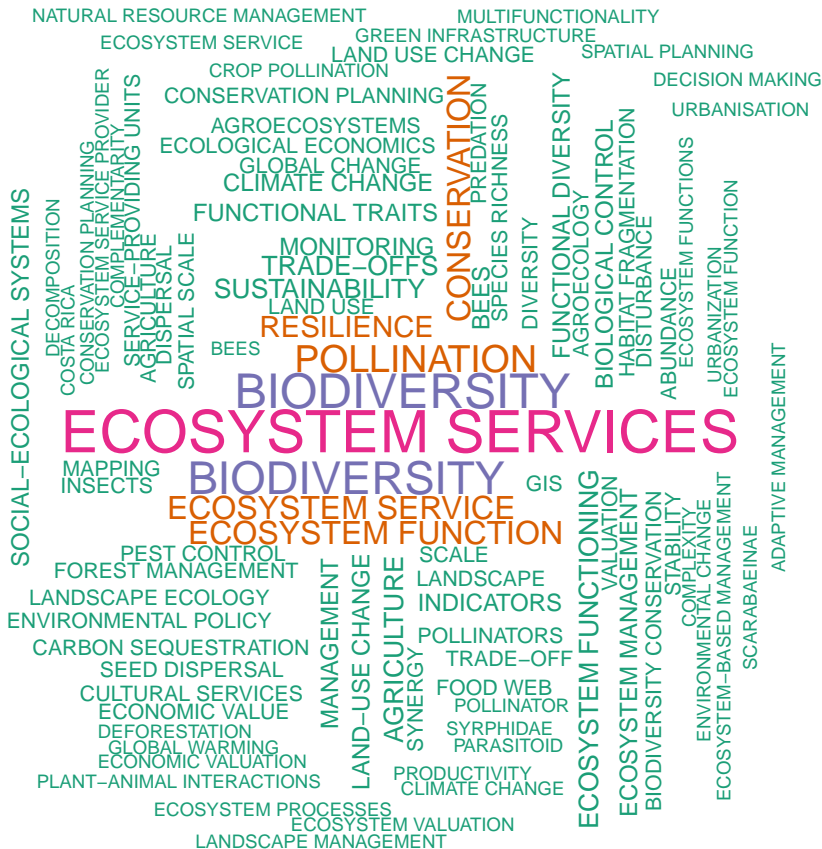 NATURAL RESOURCE MANAGEMENT
MULTIFUNCTIONALITY
GREEN INFRASTRUCTURE
ECOSYSTEM SERVICE
LAND USE CHANGE
SPATIAL PLANNING
CROP POLLINATION
DECISION MAKING
CONSERVATION PLANNING
URBANISATION
AGROECOSYSTEMS
ECOLOGICAL ECONOMICS
GLOBAL CHANGE
CLIMATE CHANGE
FUNCTIONAL TRAITS
MONITORING
TRADE−OFFS
SUSTAINABILITY
LAND USE
RESILIENCE
BEES
POLLINATION
BIODIVERSITY
SOCIAL−ECOLOGICAL SYSTEMS
DECOMPOSITION
COSTA RICA
CONSERVATION PLANNING
ECOSYSTEM SERVICE PROVIDER
COMPLEMENTARITY
SERVICE−PROVIDING UNITS
AGRICULTURE
DISPERSAL
SPATIAL SCALE
CONSERVATION
PREDATION
BEES
SPECIES RICHNESS
DIVERSITY
FUNCTIONAL DIVERSITY
AGROECOLOGY
BIOLOGICAL CONTROL
HABITAT FRAGMENTATION
DISTURBANCE
ABUNDANCE
ECOSYSTEM FUNCTIONS
URBANIZATION
ECOSYSTEM FUNCTION
ADAPTIVE MANAGEMENT
ECOSYSTEM SERVICES
MAPPING
BIODIVERSITY
INSECTS
GIS
ECOSYSTEM SERVICE
ECOSYSTEM FUNCTION
PEST CONTROL
SCALE
FOREST MANAGEMENT
LANDSCAPE
LANDSCAPE ECOLOGY
INDICATORS
ENVIRONMENTAL POLICY
POLLINATORS
CARBON SEQUESTRATION
TRADE−OFF
SEED DISPERSAL
CULTURAL SERVICES
FOOD WEB
ECONOMIC VALUE
POLLINATOR
DEFORESTATION
SYRPHIDAE
GLOBAL WARMING
PARASITOID
ECONOMIC VALUATION
PLANT−ANIMAL INTERACTIONS
PRODUCTIVITY
CLIMATE CHANGE
MANAGEMENT
LAND−USE CHANGE
AGRICULTURE
SYNERGY
ECOSYSTEM FUNCTIONING
VALUATION
ECOSYSTEM MANAGEMENT
BIODIVERSITY CONSERVATION
STABILITY
COMPLEXITY
ENVIRONMENTAL CHANGE
ECOSYSTEM−BASED MANAGEMENT
SCARABAEINAE
ECOSYSTEM PROCESSES
ECOSYSTEM VALUATION
LANDSCAPE MANAGEMENT